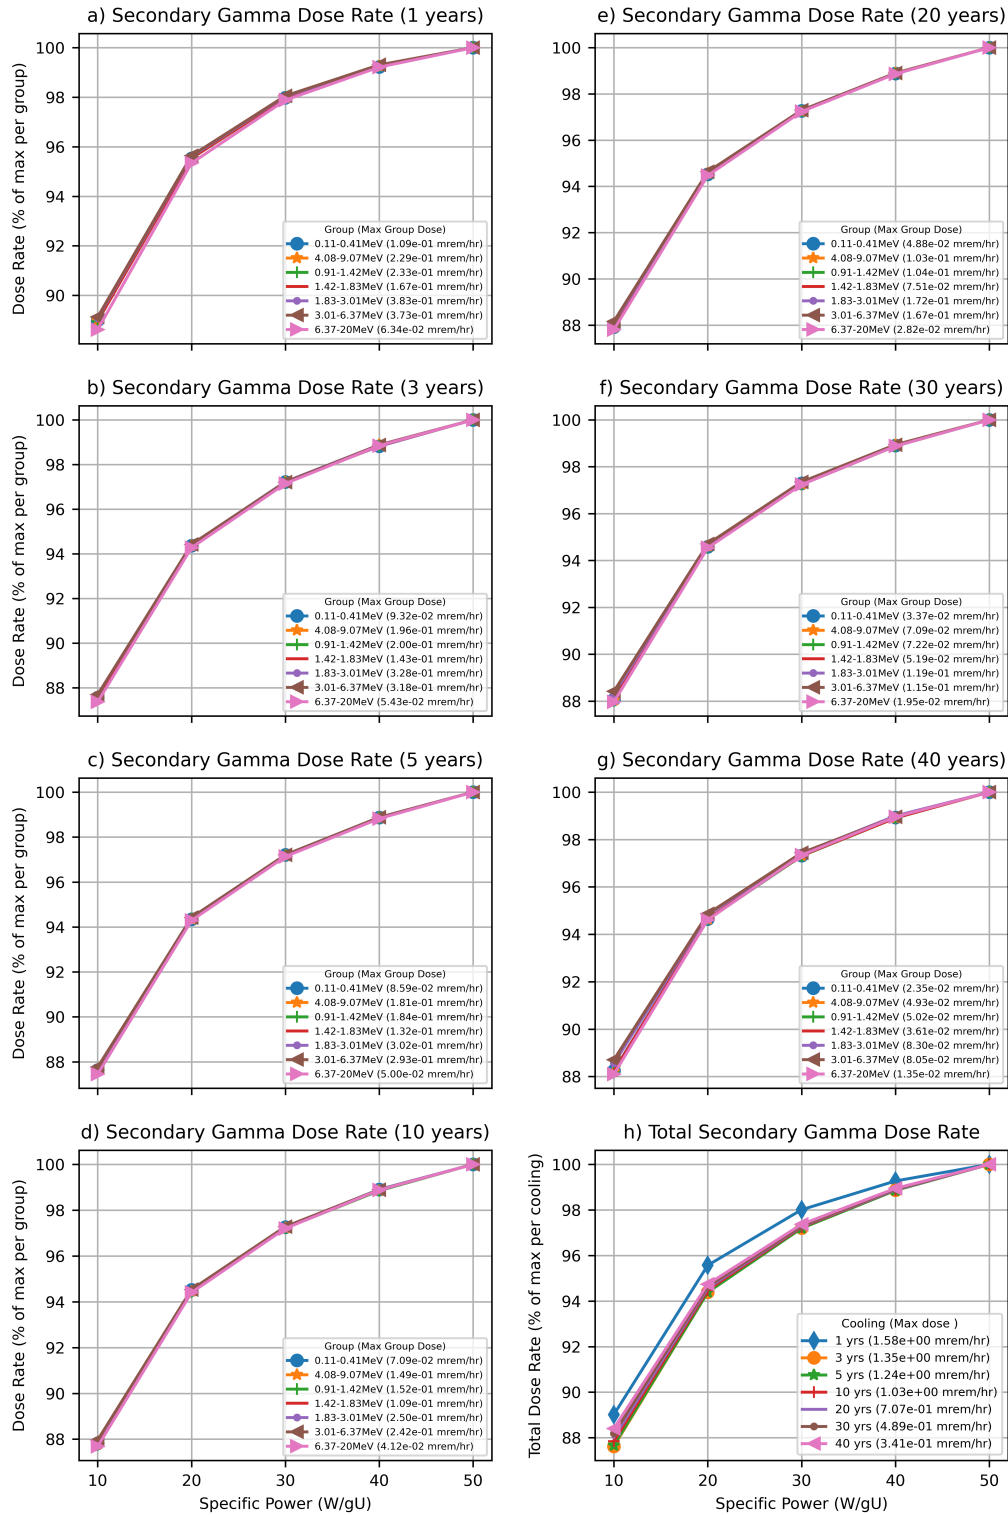 a) Secondary Gamma Dose Rate (1 years)
100
98
96
94
92
90
Dose Rate (% of max per group)
Group (Max Group Dose)
0.11-0.41MeV (1.09e-01 mrem/hr)
4.08-9.07MeV (2.29e-01 mrem/hr)
0.91-1.42MeV (2.33e-01 mrem/hr)
1.42-1.83MeV (1.67e-01 mrem/hr)
1.83-3.01MeV (3.83e-01 mrem/hr)
3.01-6.37MeV (3.73e-01 mrem/hr)
6.37-20MeV (6.34e-02 mrem/hr)
b) Secondary Gamma Dose Rate (3 years)
100
98
96
94
92
90
88
Dose Rate (% of max per group)
Group (Max Group Dose)
0.11-0.41MeV (9.32e-02 mrem/hr)
4.08-9.07MeV (1.96e-01 mrem/hr)
0.91-1.42MeV (2.00e-01 mrem/hr)
1.42-1.83MeV (1.43e-01 mrem/hr)
1.83-3.01MeV (3.28e-01 mrem/hr)
3.01-6.37MeV (3.18e-01 mrem/hr)
6.37-20MeV (5.43e-02 mrem/hr)
c) Secondary Gamma Dose Rate (5 years)
100
98
96
94
92
90
88
Dose Rate (% of max per group)
Group (Max Group Dose)
0.11-0.41MeV (8.59e-02 mrem/hr)
4.08-9.07MeV (1.81e-01 mrem/hr)
0.91-1.42MeV (1.84e-01 mrem/hr)
1.42-1.83MeV (1.32e-01 mrem/hr)
1.83-3.01MeV (3.02e-01 mrem/hr)
3.01-6.37MeV (2.93e-01 mrem/hr)
6.37-20MeV (5.00e-02 mrem/hr)
d) Secondary Gamma Dose Rate (10 years)
100
98
96
94
92
90
88
Dose Rate (% of max per group)
Group (Max Group Dose)
0.11-0.41MeV (7.09e-02 mrem/hr)
4.08-9.07MeV (1.49e-01 mrem/hr)
0.91-1.42MeV (1.52e-01 mrem/hr)
1.42-1.83MeV (1.09e-01 mrem/hr)
1.83-3.01MeV (2.50e-01 mrem/hr)
3.01-6.37MeV (2.42e-01 mrem/hr)
6.37-20MeV (4.12e-02 mrem/hr)
10 20 30 40 50
Specific Power (W/gU)
e) Secondary Gamma Dose Rate (20 years)
100
98
96
94
92
90
88
Group (Max Group Dose)
0.11-0.41MeV (4.88e-02 mrem/hr)
4.08-9.07MeV (1.03e-01 mrem/hr)
0.91-1.42MeV (1.04e-01 mrem/hr)
1.42-1.83MeV (7.51e-02 mrem/hr)
1.83-3.01MeV (1.72e-01 mrem/hr)
3.01-6.37MeV (1.67e-01 mrem/hr)
6.37-20MeV (2.82e-02 mrem/hr)
f) Secondary Gamma Dose Rate (30 years)
100
98
96
94
92
90
88
Group (Max Group Dose)
0.11-0.41MeV (3.37e-02 mrem/hr)
4.08-9.07MeV (7.09e-02 mrem/hr)
0.91-1.42MeV (7.22e-02 mrem/hr)
1.42-1.83MeV (5.19e-02 mrem/hr)
1.83-3.01MeV (1.19e-01 mrem/hr)
3.01-6.37MeV (1.15e-01 mrem/hr)
6.37-20MeV (1.95e-02 mrem/hr)
g) Secondary Gamma Dose Rate (40 years)
100
98
96
94
92
90
88
Group (Max Group Dose)
0.11-0.41MeV (2.35e-02 mrem/hr)
4.08-9.07MeV (4.93e-02 mrem/hr)
0.91-1.42MeV (5.02e-02 mrem/hr)
1.42-1.83MeV (3.61e-02 mrem/hr)
1.83-3.01MeV (8.30e-02 mrem/hr)
3.01-6.37MeV (8.05e-02 mrem/hr)
6.37-20MeV (1.35e-02 mrem/hr)
h) Total Secondary Gamma Dose Rate
100
98
96
94
92
90
88
Total Dose Rate (% of max per cooling)
Cooling (Max dose )
1 yrs (1.58e+00 mrem/hr)
3 yrs (1.35e+00 mrem/hr)
5 yrs (1.24e+00 mrem/hr)
10 yrs (1.03e+00 mrem/hr)
20 yrs (7.07e-01 mrem/hr)
30 yrs (4.89e-01 mrem/hr)
40 yrs (3.41e-01 mrem/hr)
10 20 30 40 50
Specific Power (W/gU)